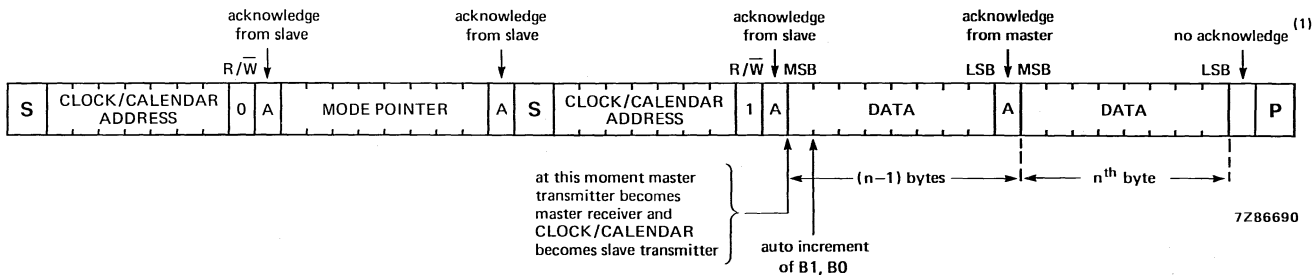 acknowledge from slave
acknowledge from slave
acknowledge from slave
acknowledge from master
no acknowledge (1)
R/W̅
R/W̅ MSB LSB MSB LSB
S CLOCK/CALENDAR ADDRESS 0 A MODE POINTER A S CLOCK/CALENDAR ADDRESS 1 A DATA A DATA P
at this moment master
transmitter becomes
master receiver and
CLOCK/CALENDAR
becomes slave transmitter
(n-1) bytes
nth byte
auto increment
of B1, B0
7Z86690